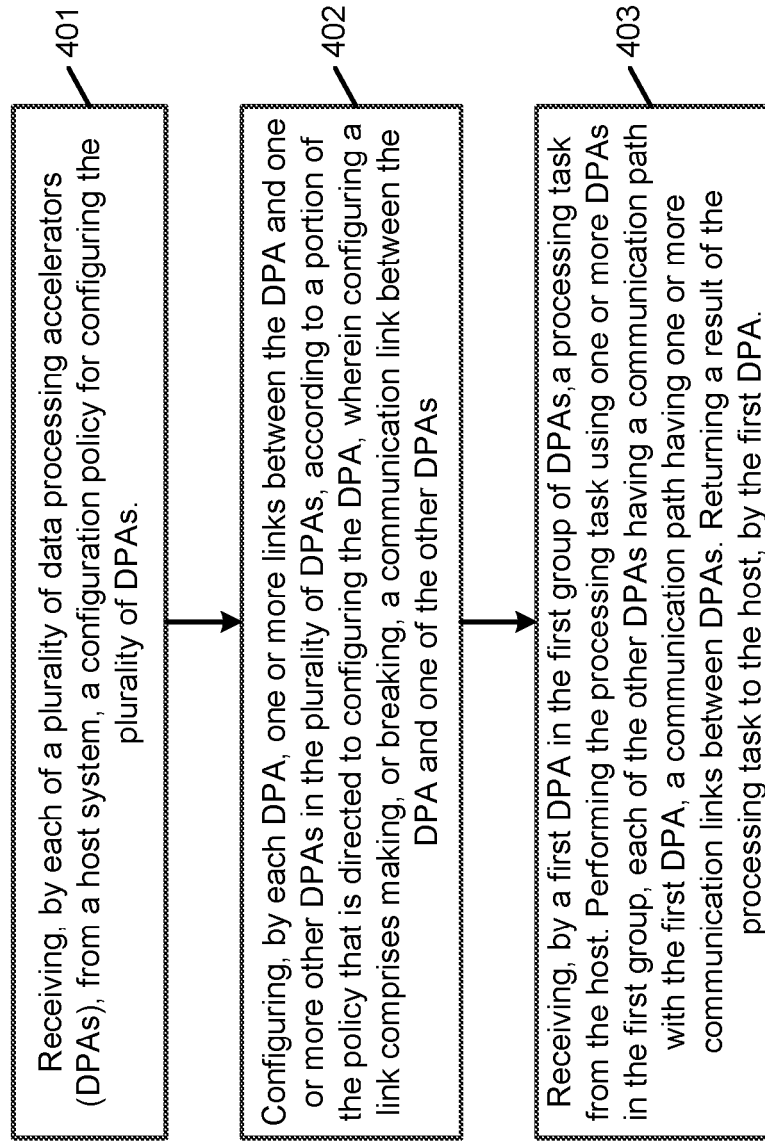 Receiving, by each of a plurality of data processing accelerators
(DPAs), from a host system, a configuration policy for configuring the
plurality of DPAs.
401
Configuring, by each DPA, one or more links between the DPA and one
or more other DPAs in the plurality of DPAs, according to a portion of
the policy that is directed to configuring the DPA, wherein configuring a
link comprises making, or breaking, a communication link between the
DPA and one of the other DPAs
402
Receiving, by a first DPA in the first group of DPAs,a processing task
from the host. Performing the processing task using one or more DPAs
in the first group, each of the other DPAs having a communication path
with the first DPA, a communication path having one or more
communication links between DPAs. Returning a result of the
processing task to the host, by the first DPA.
403